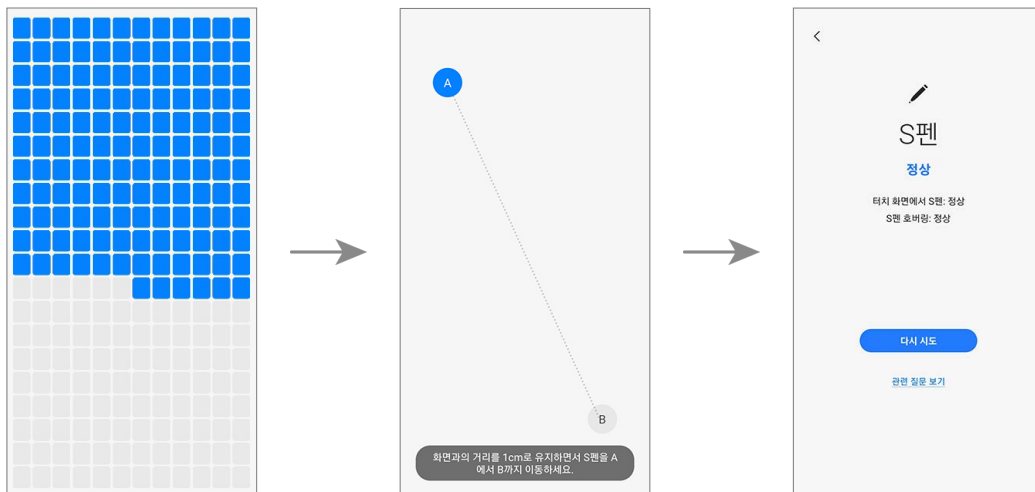 A
B
화면과의 거리를 1cm로 유지하면서 S펜을 A
에서 B까지 이동하세요.
S펜
정상
터치 화면에서 S펜: 정상
S펜 호버링: 정상
다시 시도
관련 질문 보기